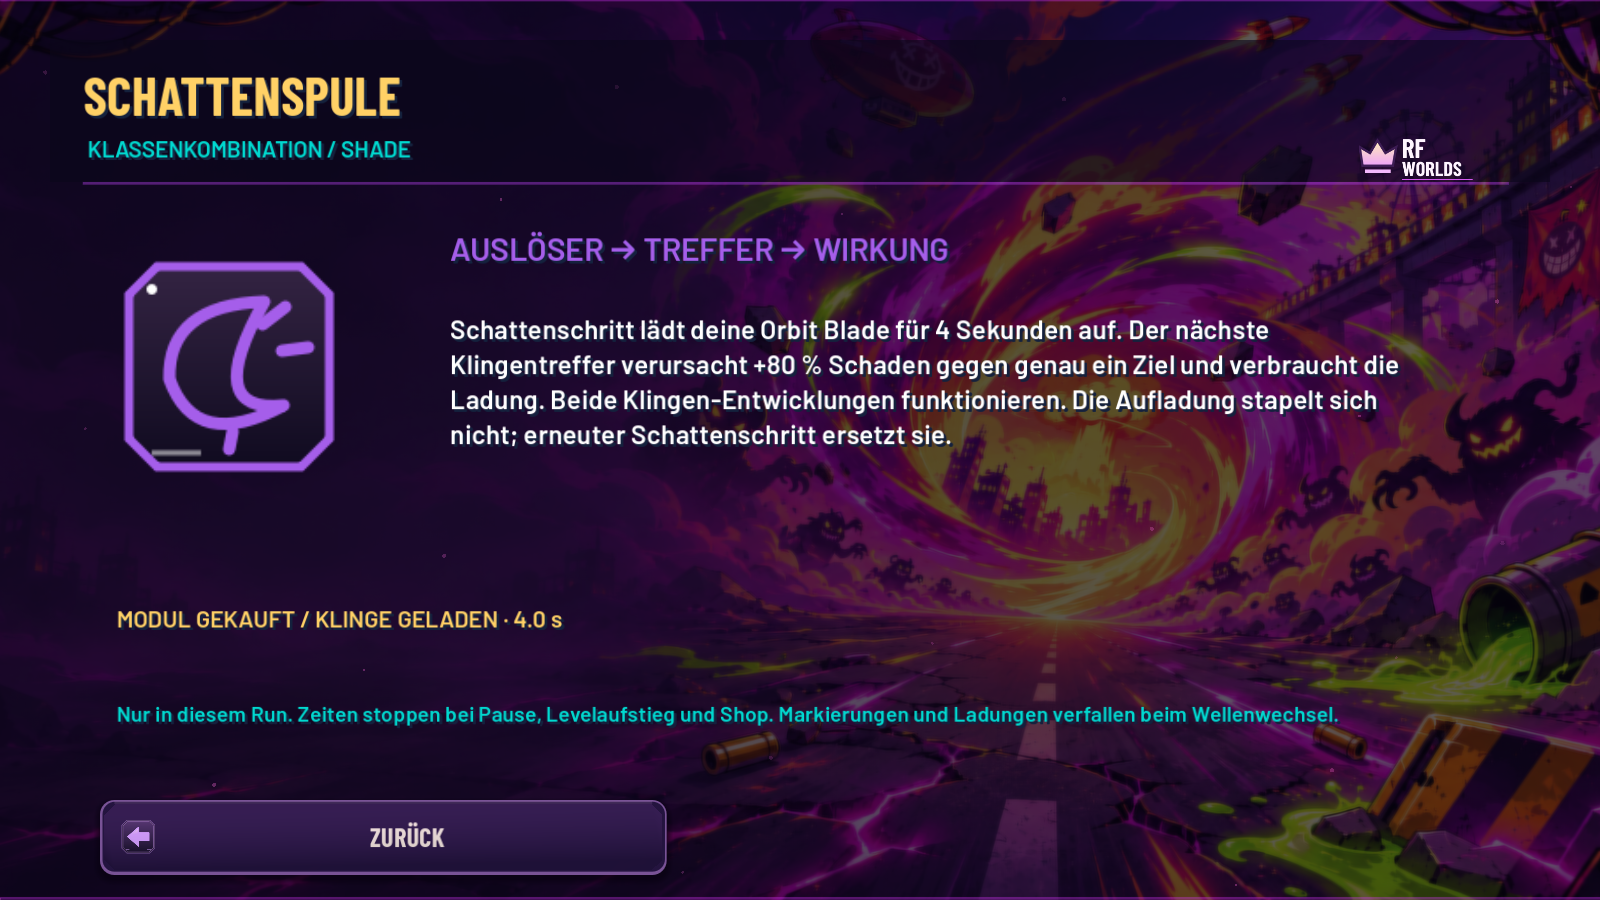 SCHATTENSPULE
KLASSENKOMBINATION / SHADE
RF
WORLDS
AUSLÖSER → TREFFER → WIRKUNG
Schattenschritt lädt deine Orbit Blade für 4 Sekunden auf. Der nächste
Klingentreffer verursacht +80 % Schaden gegen genau ein Ziel und verbraucht die
Ladung. Beide Klingen-Entwicklungen funktionieren. Die Aufladung stapelt sich
nicht; erneuter Schattenschritt ersetzt sie.
MODUL GEKAUFT / KLINGE GELADEN · 4.0 s
Nur in diesem Run. Zeiten stoppen bei Pause, Levelaufstieg und Shop. Markierungen und Ladungen verfallen beim Wellenwechsel.
ZURÜCK